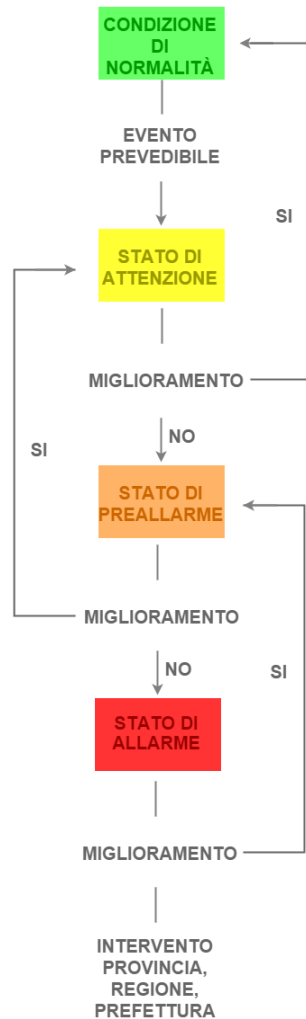 CONDIZIONE
DI
NORMALITÀ
EVENTO
PREVEDIBILE
SI
STATO DI
ATTENZIONE
MIGLIORAMENTO
NO
SI
STATO DI
PREALLARME
MIGLIORAMENTO
NO
SI
STATO DI
ALLARME
MIGLIORAMENTO
INTERVENTO
PROVINCIA,
REGIONE,
PREFETTURA